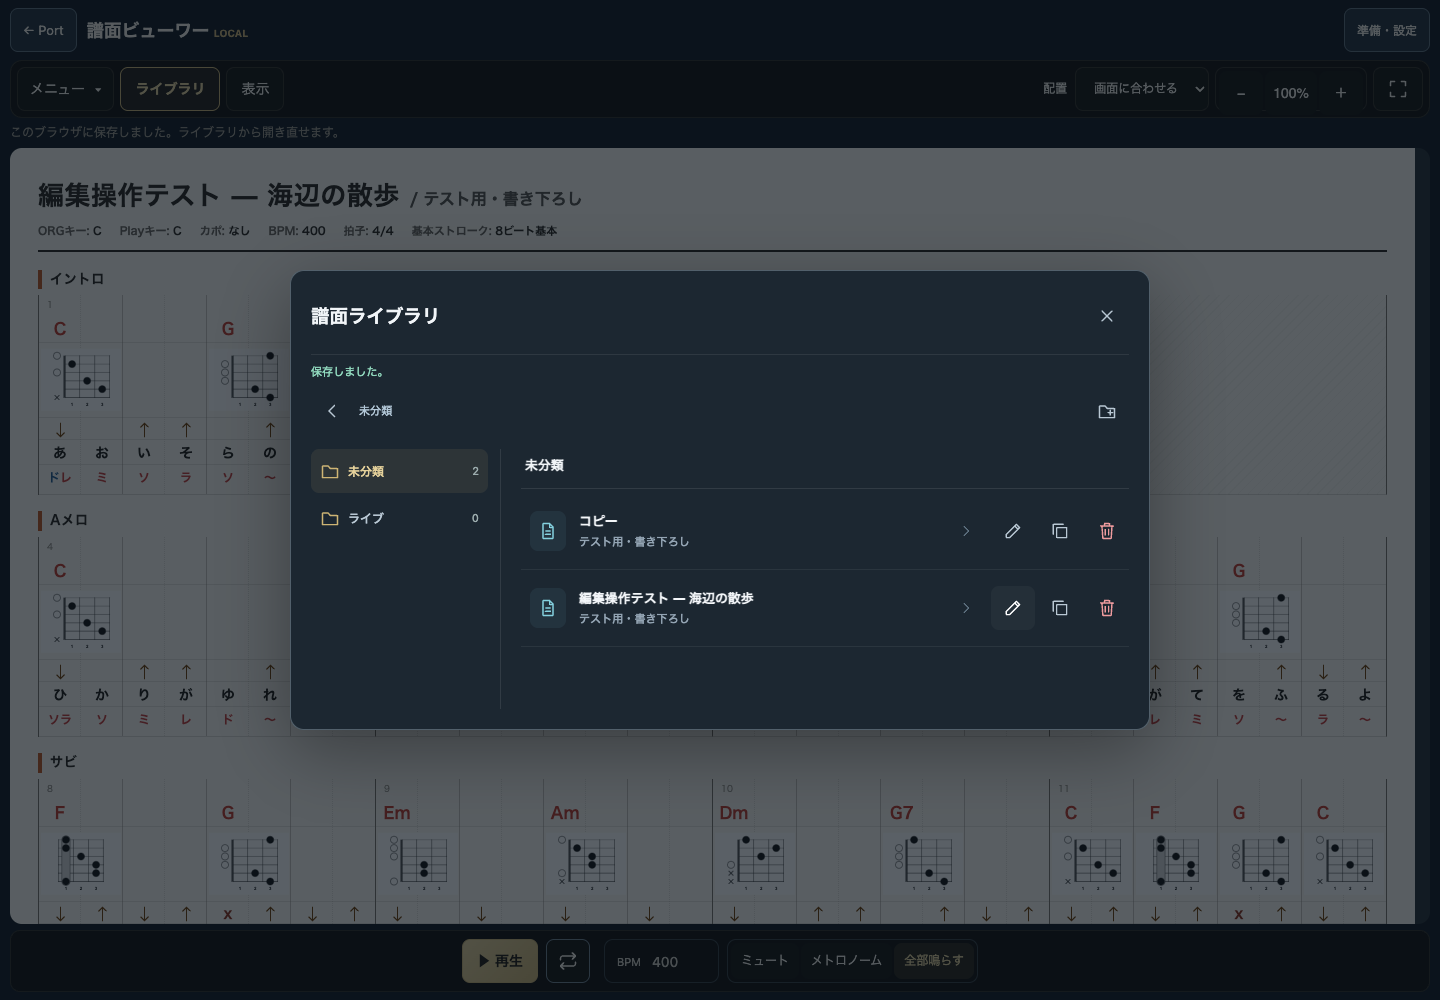 ← Port 譜面ビューワー LOCAL 準備・設定
メニュー ライブラリ 表示 配置 画面に合わせる − 100% +
このブラウザに保存しました。ライブラリから開き直せます。
編集操作テスト — 海辺の散歩 / テスト用・書き下ろし
ORGキー: C Playキー: C カポ: なし BPM: 400 拍子: 4/4 基本ストローク: 8ビート基本
イントロ
1
C G
↓ ↑ ↑ ↑
あ お い そ ら の
ドレ ミ ソ ラ ソ 〜
譜面ライブラリ
保存しました。
未分類
未分類 2
ライブ 0
未分類
コピー
テスト用・書き下ろし
編集操作テスト — 海辺の散歩
テスト用・書き下ろし
Aメロ
4
C G
↓ ↑ ↑ ↑ ↑ ↑ ↑ ↓ ↑
ひ か り が ゆ れ が て を ふ る よ
ソラ ソ ミ レ ド 〜 レ ミ ソ 〜 ラ 〜
サビ
8 9 10 11
F G Em Am Dm G7 C F G C
↓ ↑ ↓ ↑ x ↑ ↓ ↑ ↓ ↓ ↓ ↓ ↓ ↑ ↑ ↑ ↓ ↑ ↓ ↑ ↓ ↑ x ↑ ↓ ↑
再生 BPM 400 ミュート メトロノーム 全部鳴らす